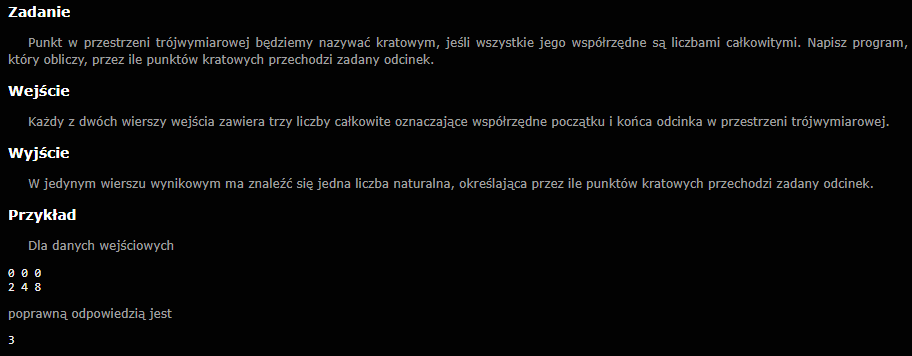 Zadanie
Punkt w przestrzeni trójwymiarowej będziemy nazywać kratowym, jeśli wszystkie jego współrzędne są liczbami całkowitymi. Napisz program,
który obliczy, przez ile punktów kratowych przechodzi zadany odcinek.
Wejście
Każdy z dwóch wierszy wejścia zawiera trzy liczby całkowite oznaczające współrzędne początku i końca odcinka w przestrzeni trójwymiarowej.
Wyjście
W jedynym wierszu wynikowym ma znaleźć się jedna liczba naturalna, określająca przez ile punktów kratowych przechodzi zadany odcinek.
Przykład
Dla danych wejściowych
0 0 0
2 4 8
poprawną odpowiedzią jest
3